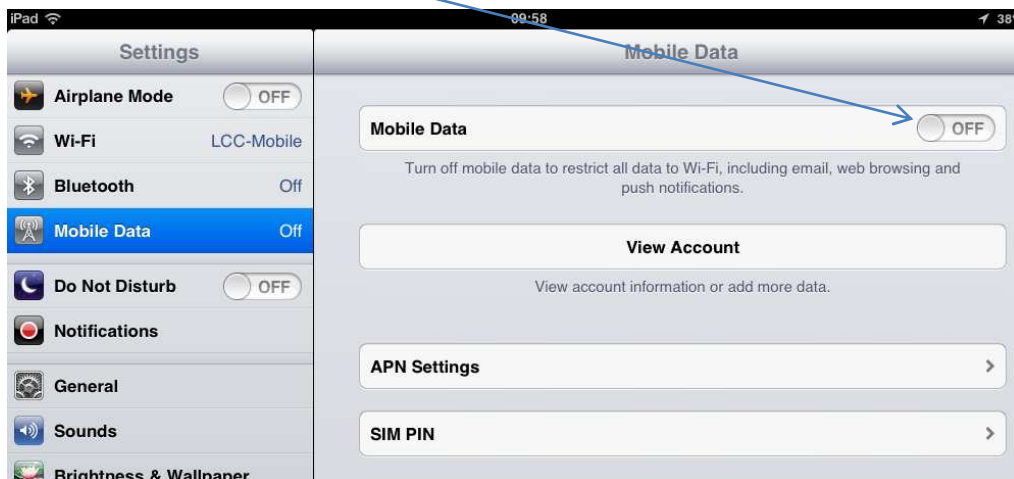 iPad 09:58 38%
Settings
Mobile Data
Airplane Mode OFF
Wi-Fi LCC-Mobile
Bluetooth Off
Mobile Data Off
Do Not Disturb OFF
Notifications
General
Sounds
Brightness & Wallpaper
Mobile Data OFF
Turn off mobile data to restrict all data to Wi-Fi, including email, web browsing and
push notifications.
View Account
View account information or add more data.
APN Settings
SIM PIN